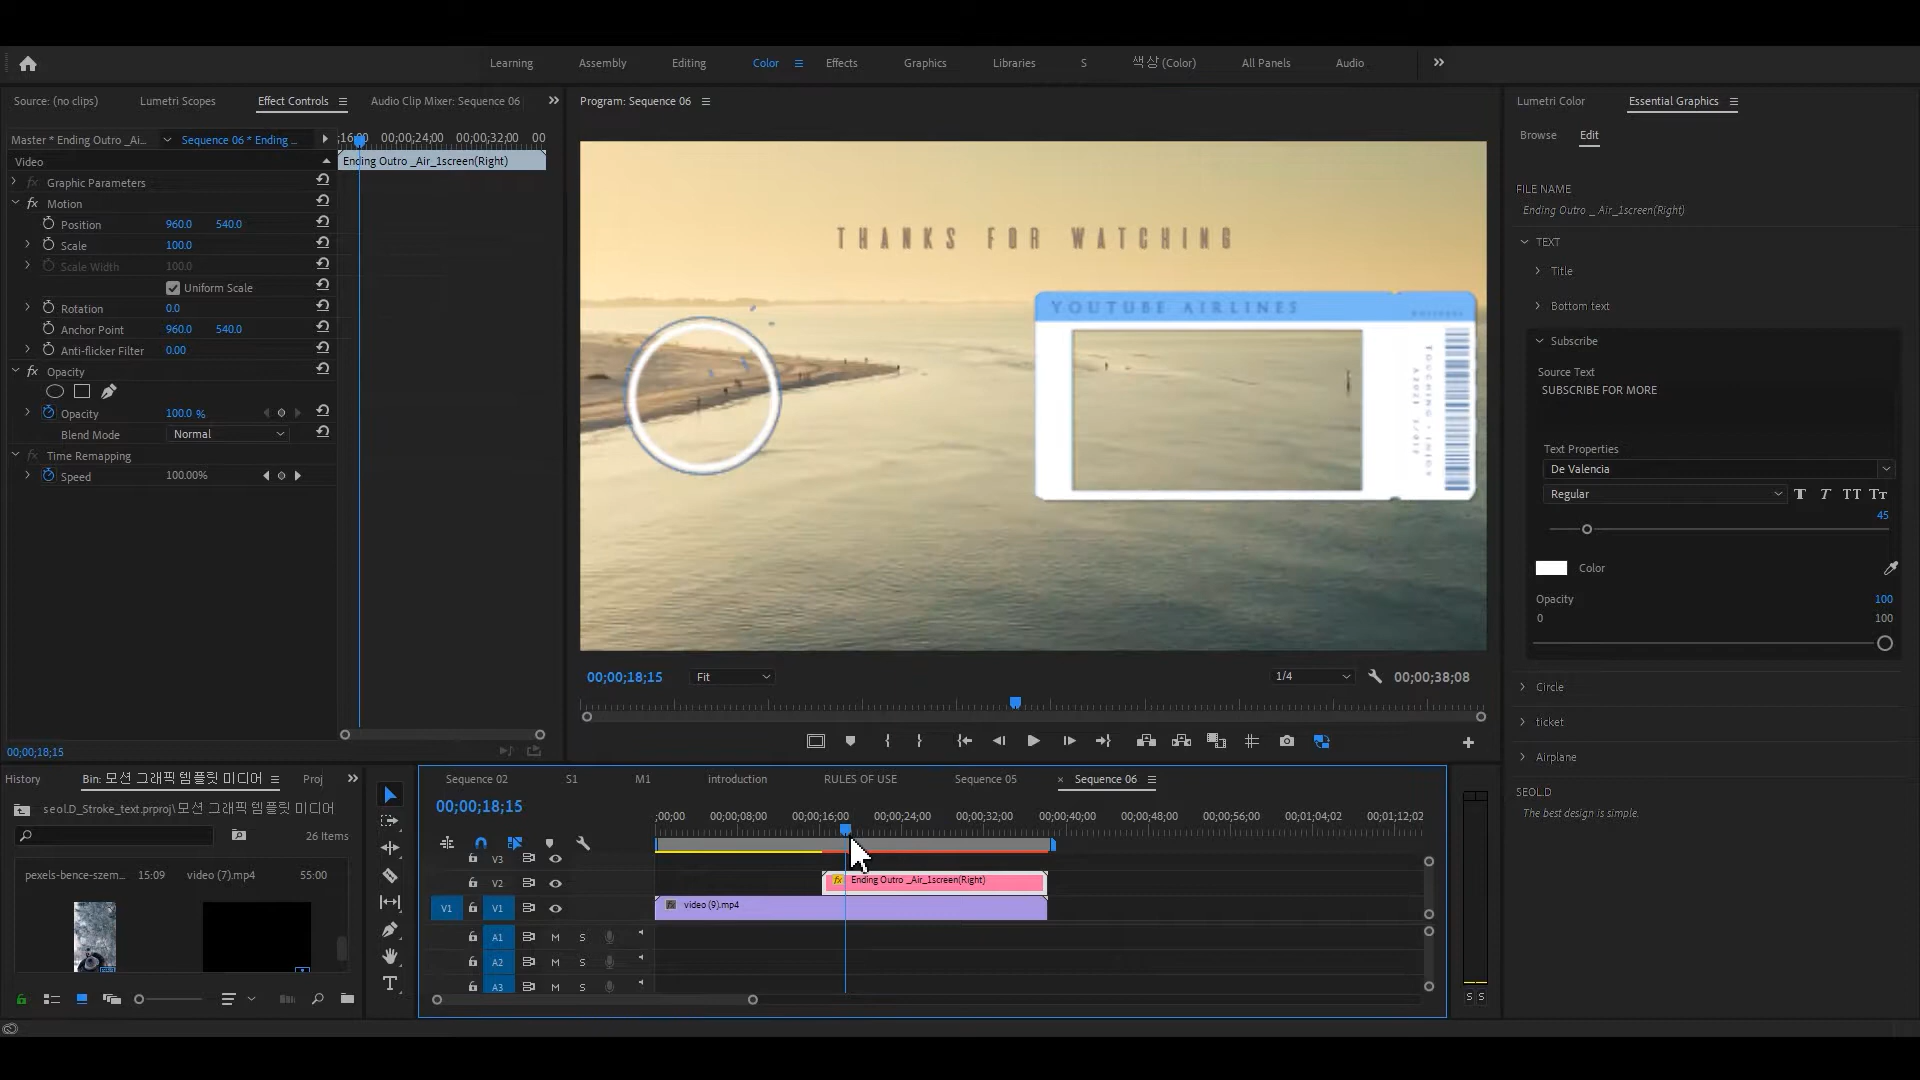 Learning Assembly Editing Color Effects Graphics Libraries S 색상 (Color) All Panels Audio
Source: (no clips) Lumetri Scopes Effect Controls Audio Clip Mixer: Sequence 06
Program: Sequence 06
Lumetri Color Essential Graphics
Master * Ending Outro _Ai... Sequence 06 * Ending ...
;16;00 00;00;24;00 00;00;32;00 00
Ending Outro _Air_1screen(Right)
Video
Graphic Parameters
Motion
Position 960.0 540.0
Scale 100.0
Scale Width 100.0
Uniform Scale
Rotation 0.0
Anchor Point 960.0 540.0
Anti-flicker Filter 0.00
Opacity
Opacity 100.0 %
Blend Mode Normal
Time Remapping
Speed 100.00%
00;00;18;15
THANKS FOR WATCHING
YOUTUBE AIRLINES
00;00;18;15 Fit 1/4 00;00;38;08
Browse Edit
FILE NAME
Ending Outro _ Air_1screen(Right)
TEXT
Title
Bottom text
Subscribe
Source Text
SUBSCRIBE FOR MORE
Text Properties
De Valencia
Regular T T TT Tт
45
Color
Opacity 100
0 100
Circle
ticket
Airplane
SEOL.D
The best design is simple.
History Bin: 모션 그래픽 템플릿 미디어 Proj
seol.D_Stroke_text.prproj\모션 그래픽 템플릿 미디어
26 Items
pexels-bence-szem... 15:09 video (7).mp4 55:00
Sequence 02 S1 M1 introduction RULES OF USE Sequence 05 × Sequence 06
00;00;18;15
;00;00 00;00;08;00 00;00;16;00 00;00;24;00 00;00;32;00 00;00;40;00 00;00;48;00 00;00;56;00 00;01;04;02 00;01;12;02
V3
V2 fx Ending Outro _Air_1screen(Right)
V1 V1 video (9).mp4
A1 M S
A2 M S
A3 M S
S S